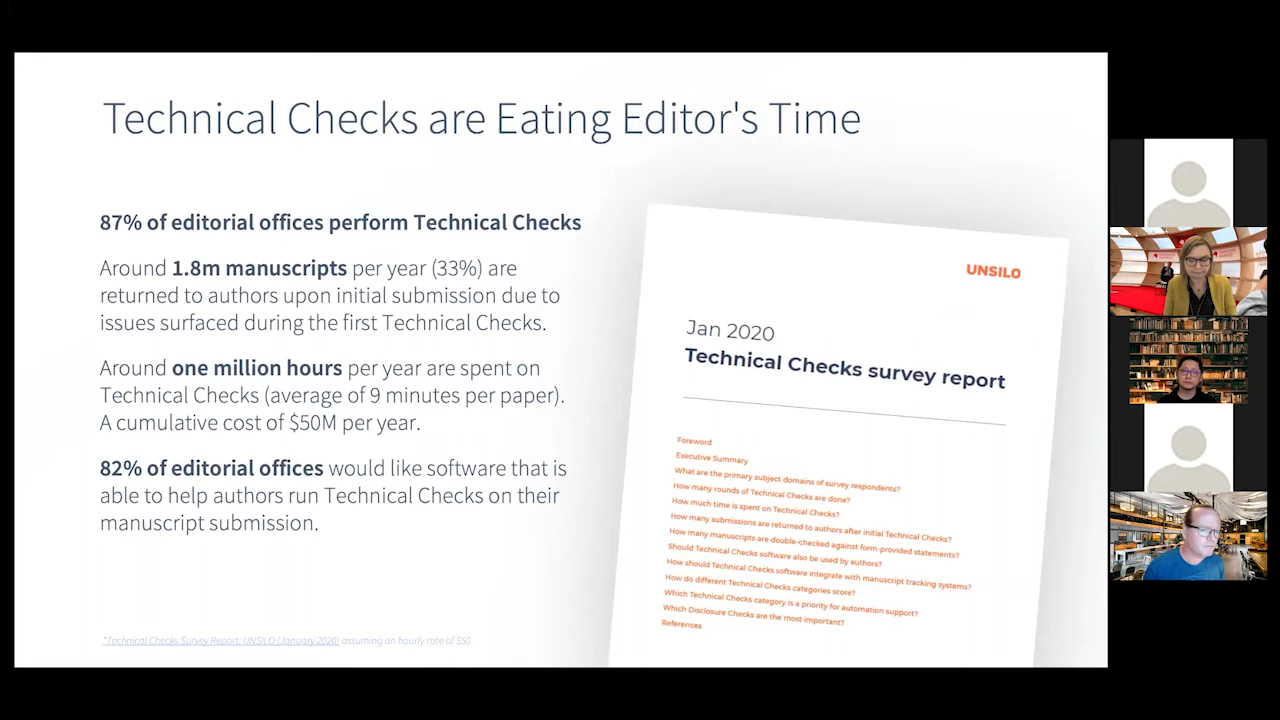 Technical Checks are Eating Editor's Time
87% of editorial offices perform Technical Checks
Around 1.8m manuscripts per year (33%) are
returned to authors upon initial submission due to
issues surfaced during the first Technical Checks.
Around one million hours per year are spent on
Technical Checks (average of 9 minutes per paper).
A cumulative cost of $50M per year.
82% of editorial offices would like software that is
able to help authors run Technical Checks on their
manuscript submission.
*Technical Checks Survey Report, UNSILO (January 2020) assuming an hourly rate of $50
UNSILO
Jan 2020
Technical Checks survey report
Foreword
Executive Summary
What are the primary subject domains of survey respondents?
How many rounds of Technical Checks are done?
How much time is spent on Technical Checks?
How many submissions are returned to authors after initial Technical Checks?
How many manuscripts are double-checked against form-provided statements?
Should Technical Checks software also be used by authors?
How should Technical Checks software integrate with manuscript tracking systems?
How do different Technical Checks categories score?
Which Technical Checks category is a priority for automation support?
Which Disclosure Checks are the most important?
References